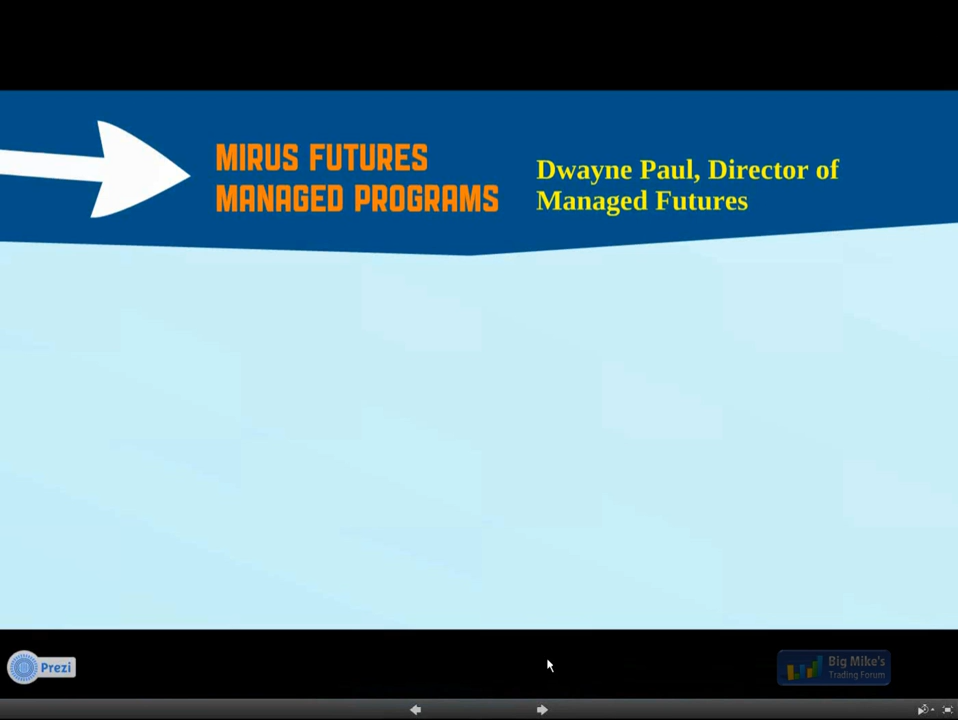 MIRUS FUTURES
MANAGED PROGRAMS
Dwayne Paul, Director of
Managed Futures
Prezi
Big Mike's
Trading Forum